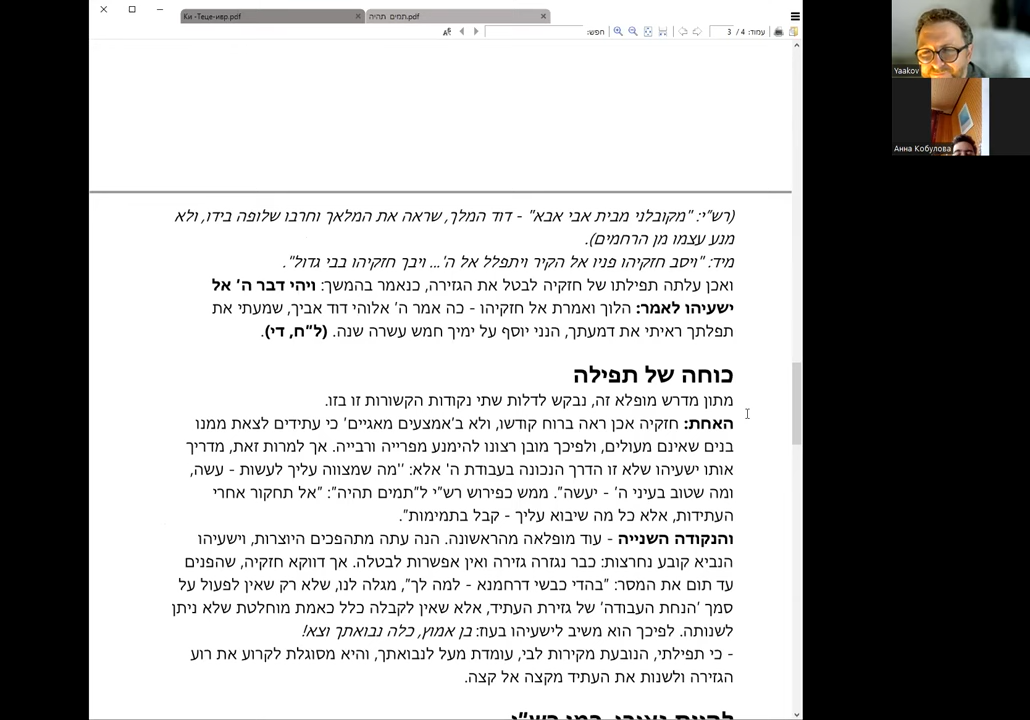 Ки -Теце-ивр.pdf
תמים תהיה.pdf
עמוד: 4 / 3
חפש:
Yaakov
Анна Кобулова
(רש"י: "מקובלני מבית אבי אבא" - דוד המלך, שראה את המלאך וחרבו שלופה בידו, ולא
מנע עצמו מן הרחמים).
מיד: "ויסב חזקיהו פניו אל הקיר ויתפלל אל ה'... ויבך חזקיהו בכי גדול".
ואכן עלתה תפילתו של חזקיה לבטל את הגזירה, כנאמר בהמשך: ויהי דבר ה' אל
ישעיהו לאמר: הלוך ואמרת אל חזקיהו - כה אמר ה' אלוהי דוד אביך, שמעתי את
תפלתך ראיתי את דמעתך, הנני יוסף על ימיך חמש עשרה שנה. (ל"ח, ד י).
כוחה של תפילה
מתון מדרש מופלא זה, נבקש לדלות שתי נקודות הקשורות זו בזו.
האחת: חזקיה אכן ראה ברוח קודשו, ולא ב'אמצעים מאגיים' כי עתידים לצאת ממנו
בנים שאינם מעולים, ולפיכך מובן רצונו להימנע מפרייה ורבייה. אך למרות זאת, מדריך
אותו ישעיהו שלא זו הדרך הנכונה בעבודת ה' אלא: ''מה שמצווה עליך לעשות - עשה,
ומה שטוב בעיני ה' - יעשה". ממש כפירוש רש"י ל"תמים תהיה": "אל תחקור אחרי
העתידות, אלא כל מה שיבוא עליך - קבל בתמימות".
והנקודה השנייה - עוד מופלאה מהראשונה. הנה עתה מתהפכים היוצרות, וישעיהו
הנביא קובע נחרצות: כבר נגזרה גזירה ואין אפשרות לבטלה. אך דווקא חזקיה, שהפנים
עד תום את המסר: "בהדי כבשי דרחמנא - למה לך", מגלה לנו, שלא רק שאין לפעול על
סמך 'הנחת העבודה' של גזירת העתיד, אלא שאין לקבלה כלל כאמת מוחלטת שלא ניתן
לשנותה. לפיכך הוא משיב לישעיהו בעוז: בן אמוץ, כלה נבואתך וצא!
- כי תפילתי, הנובעת מקירות לבי, עומדת מעל לנבואתך, והיא מסוגלת לקרוע את רוע
הגזירה ולשנות את העתיד מקצה אל קצה.